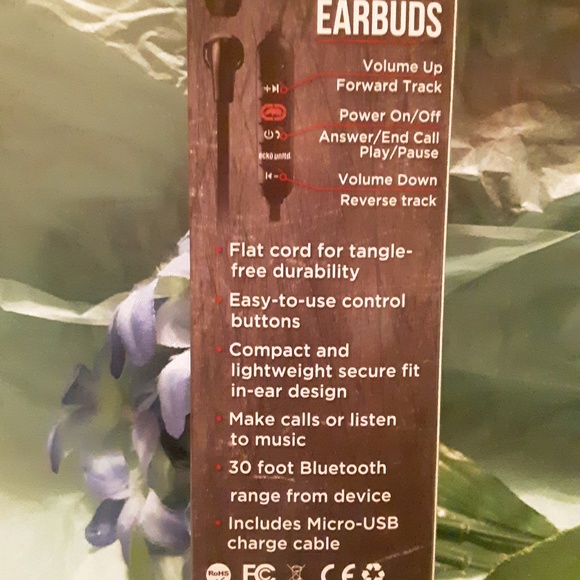 EARBUDS
Volume Up
Forward Track
Power On/Off
Answer/End Call
Play/Pause
ecko unltd.
Volume Down
Reverse track
Flat cord for tangle-
free durability
Easy-to-use control
buttons
Compact and
lightweight secure fit
in-ear design
Make calls or listen
to music
30 foot Bluetooth
range from device
Includes Micro-USB
charge cable
RoHS FC CE